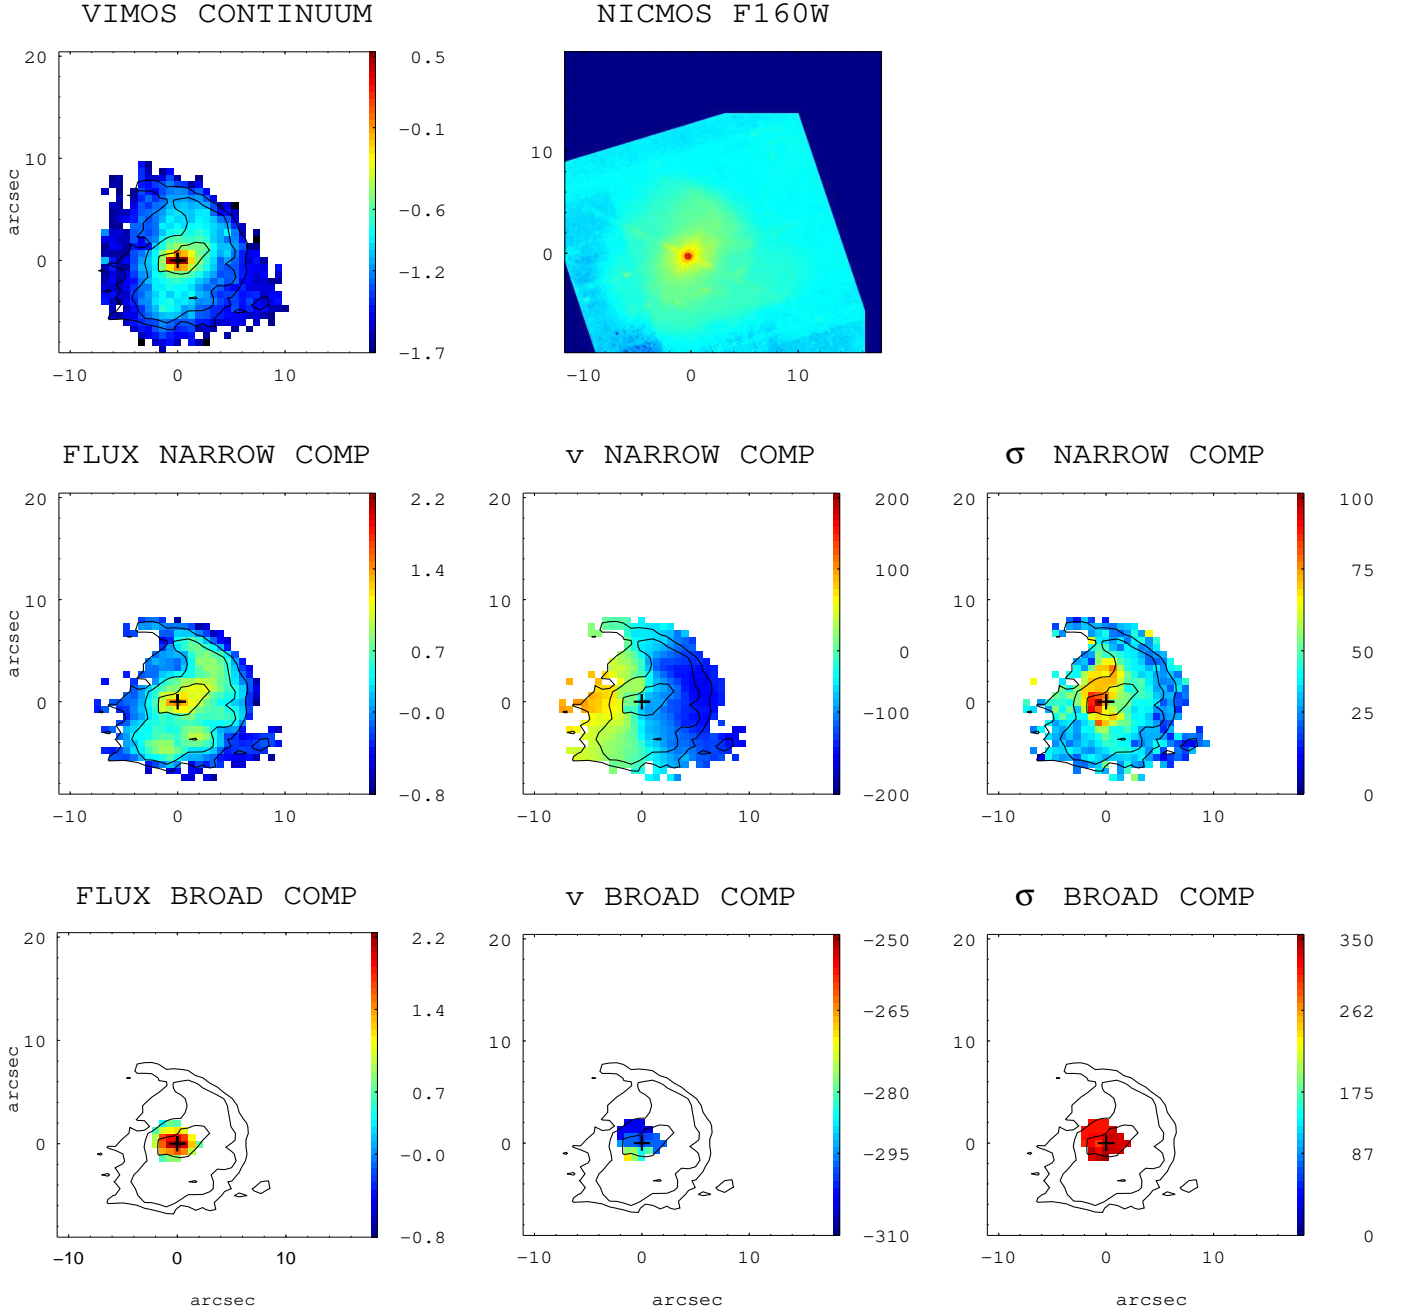 VIMOS CONTINUUM
NICMOS F160W
20
10
0
arcsec
−10 0 10
0.5
−0.1
−0.6
−1.2
−1.7
10
0
−10 0 10
FLUX NARROW COMP
v NARROW COMP
σ NARROW COMP
20
10
0
arcsec
−10 0 10
2.2
1.4
0.7
−0.0
−0.8
20
10
0
−10 0 10
200
100
0
−100
−200
20
10
0
−10 0 10
100
75
50
25
0
FLUX BROAD COMP
v BROAD COMP
σ BROAD COMP
20
10
0
arcsec
−10 0 10
arcsec
2.2
1.4
0.7
−0.0
−0.8
20
10
0
−10 0 10
arcsec
−250
−265
−280
−295
−310
20
10
0
−10 0 10
arcsec
350
262
175
87
0